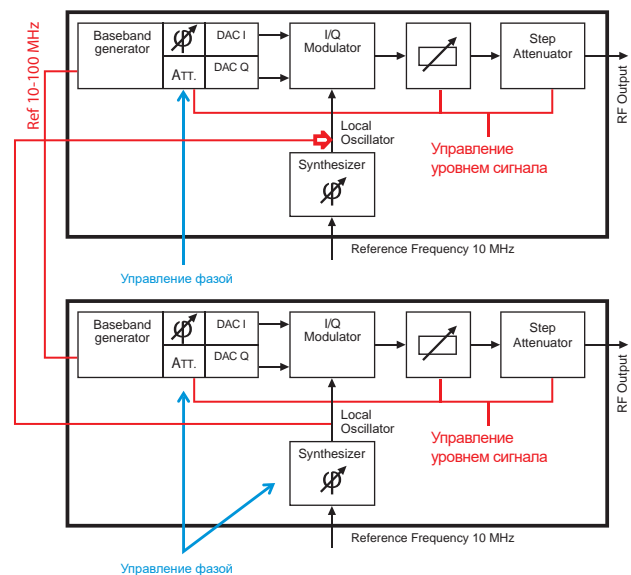 Ref 10-100 MHz
Baseband
generator
φ
ATT.
DAC I
DAC Q
I/Q
Modulator
Step
Attenuator
RF Output
Local
Oscillator
Synthesizer
φ
Управление
уровнем сигнала
Reference Frequency 10 MHz
Управление фазой
Baseband
generator
φ
ATT.
DAC I
DAC Q
I/Q
Modulator
Step
Attenuator
RF Output
Local
Oscillator
Synthesizer
φ
Управление
уровнем сигнала
Reference Frequency 10 MHz
Управление фазой